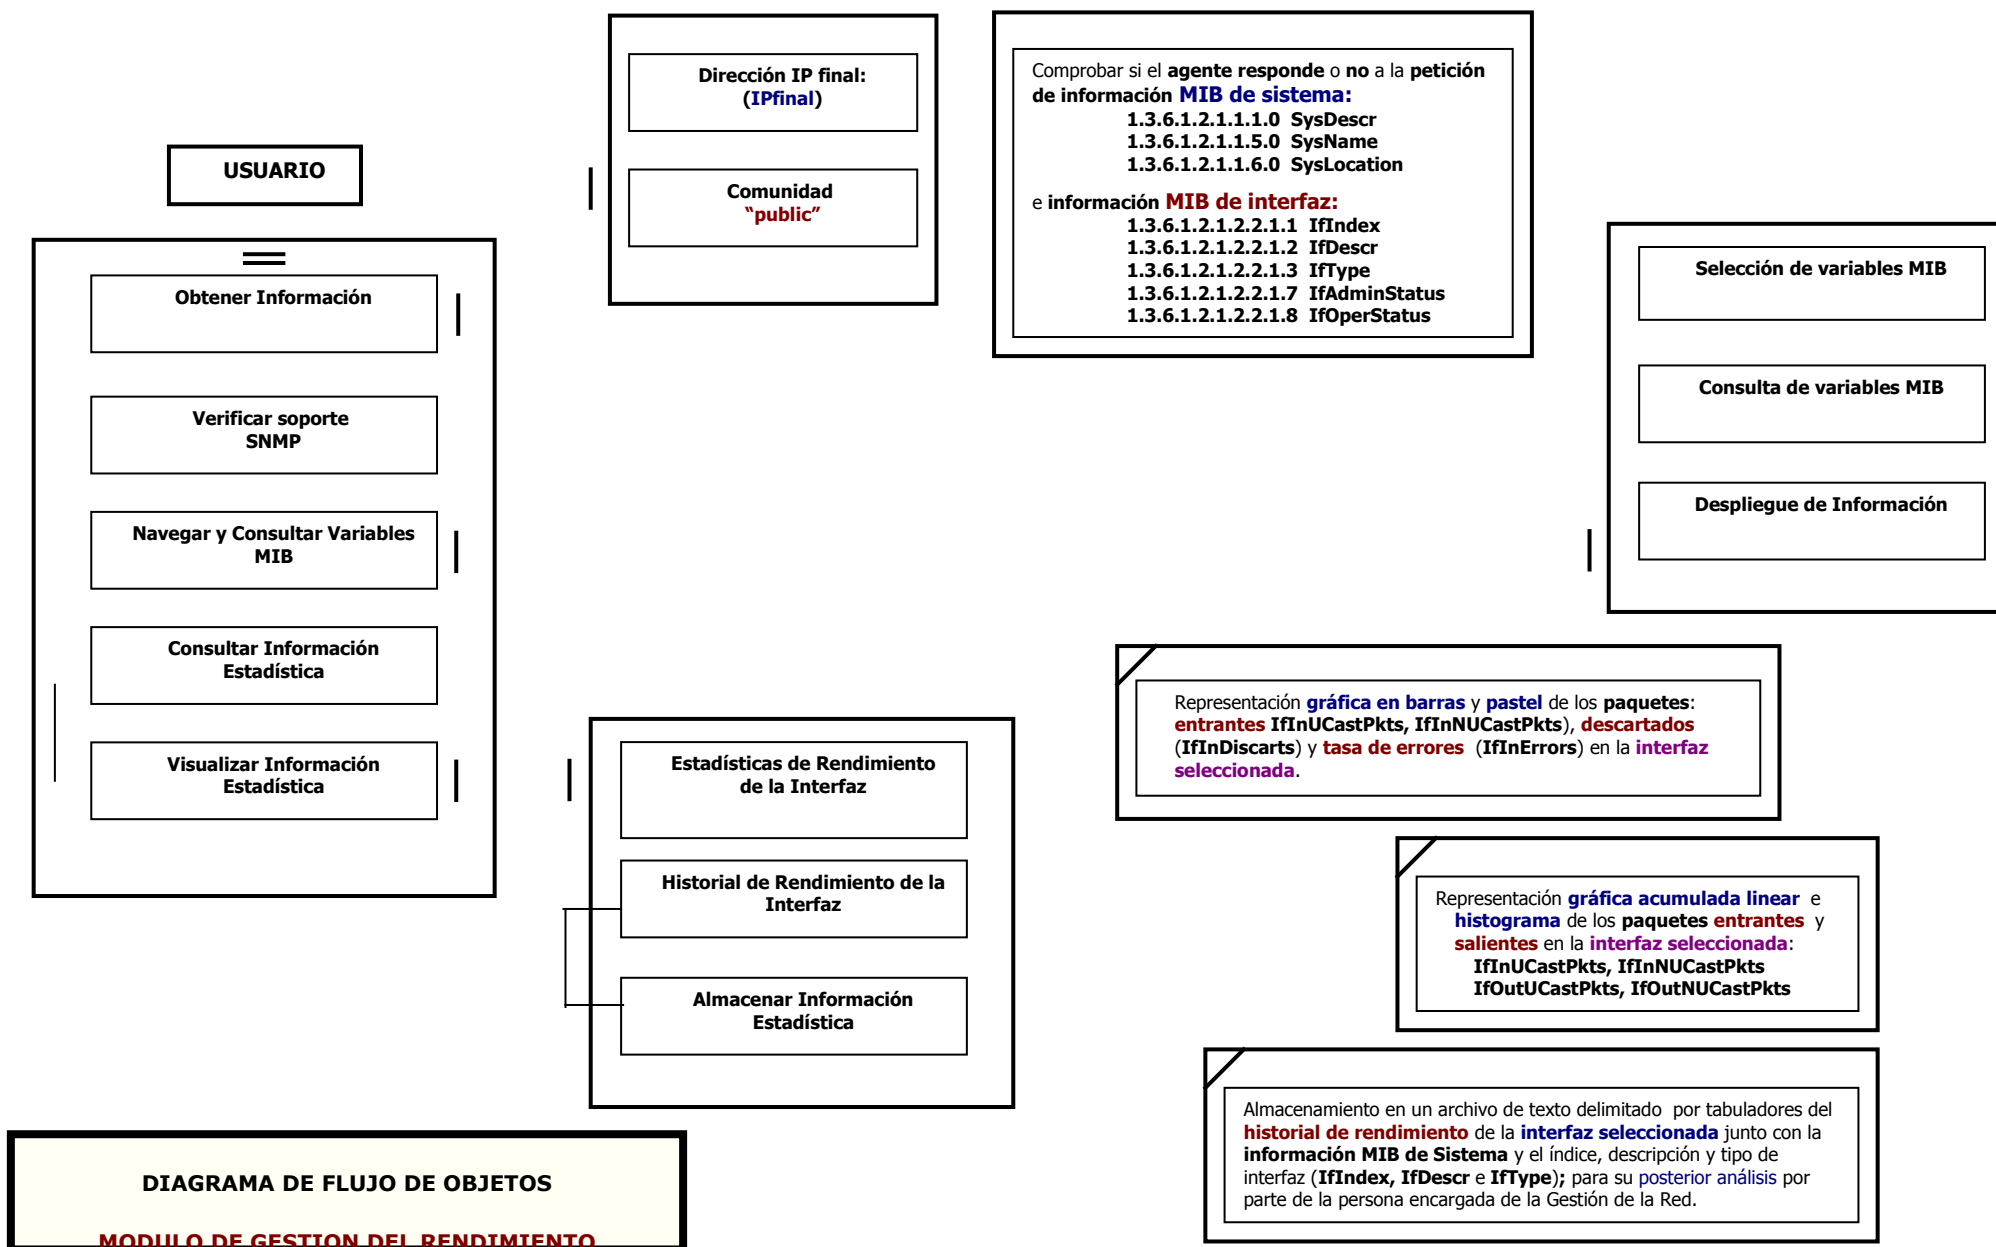 USUARIO
Obtener Información
Verificar soporte
SNMP
Navegar y Consultar Variables
MIB
Consultar Información
Estadística
Visualizar Información
Estadística
Dirección IP final:
(IPfinal)
Comunidad
“public”
Comprobar si el agente responde o no a la petición
de información MIB de sistema:
1.3.6.1.2.1.1.1.0 SysDescr
1.3.6.1.2.1.1.5.0 SysName
1.3.6.1.2.1.1.6.0 SysLocation
e información MIB de interfaz:
1.3.6.1.2.1.2.2.1.1 IfIndex
1.3.6.1.2.1.2.2.1.2 IfDescr
1.3.6.1.2.1.2.2.1.3 IfType
1.3.6.1.2.1.2.2.1.7 IfAdminStatus
1.3.6.1.2.1.2.2.1.8 IfOperStatus
Selección de variables MIB
Consulta de variables MIB
Despliegue de Información
Estadísticas de Rendimiento
de la Interfaz
Historial de Rendimiento de la
Interfaz
Almacenar Información
Estadística
Representación gráfica en barras y pastel de los paquetes:
entrantes IfInUCastPkts, IfInNUCastPkts), descartados
(IfInDiscarts) y tasa de errores (IfInErrors) en la interfaz
seleccionada.
Representación gráfica acumulada linear e
histograma de los paquetes entrantes y
salientes en la interfaz seleccionada:
IfInUCastPkts, IfInNUCastPkts
IfOutUCastPkts, IfOutNUCastPkts
Almacenamiento en un archivo de texto delimitado por tabuladores del
historial de rendimiento de la interfaz seleccionada junto con la
información MIB de Sistema y el índice, descripción y tipo de
interfaz (IfIndex, IfDescr e IfType); para su posterior análisis por
parte de la persona encargada de la Gestión de la Red.
DIAGRAMA DE FLUJO DE OBJETOS
MODULO DE GESTION DEL RENDIMIENTO